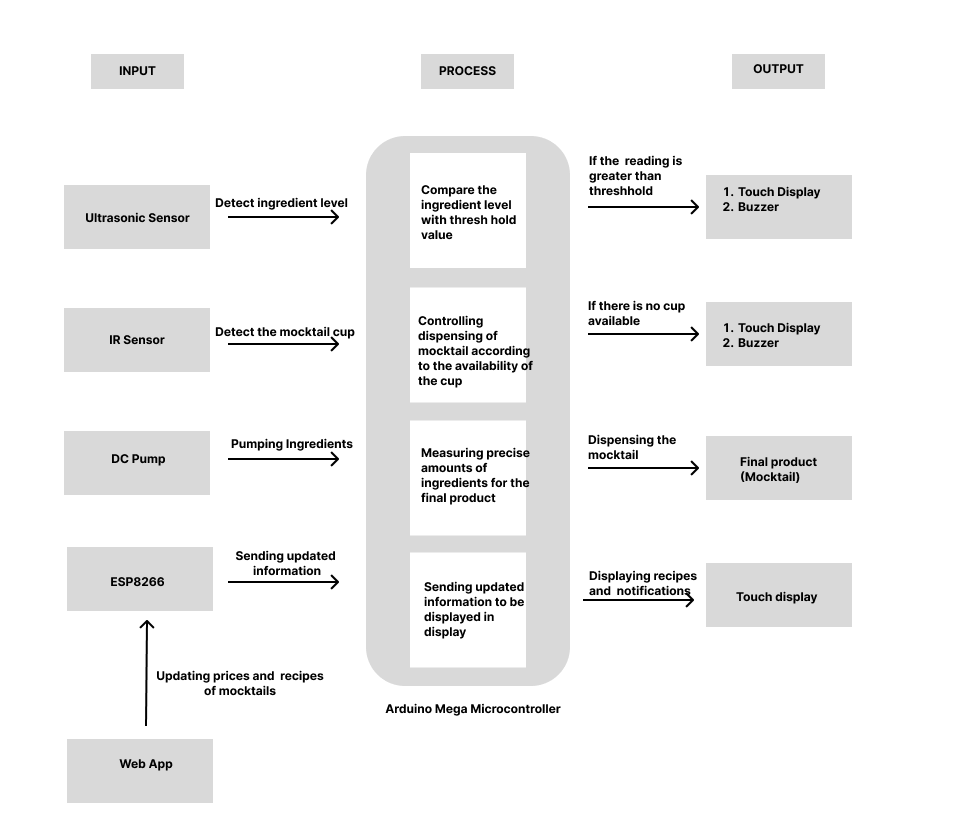 INPUT
PROCESS
OUTPUT
Ultrasonic Sensor
Detect ingredient level
Compare the
ingredient level
with thresh hold
value
If the reading is
greater than
threshhold
1. Touch Display
2. Buzzer
IR Sensor
Detect the mocktail cup
Controlling
dispensing of
mocktail according
to the availability of
the cup
If there is no cup
available
1. Touch Display
2. Buzzer
DC Pump
Pumping Ingredients
Measuring precise
amounts of
ingredients for the
final product
Dispensing the
mocktail
Final product
(Mocktail)
ESP8266
Sending updated
information
Sending updated
information to be
displayed in
display
Displaying recipes
and notifications
Touch display
Updating prices and recipes
of mocktails
Arduino Mega Microcontroller
Web App